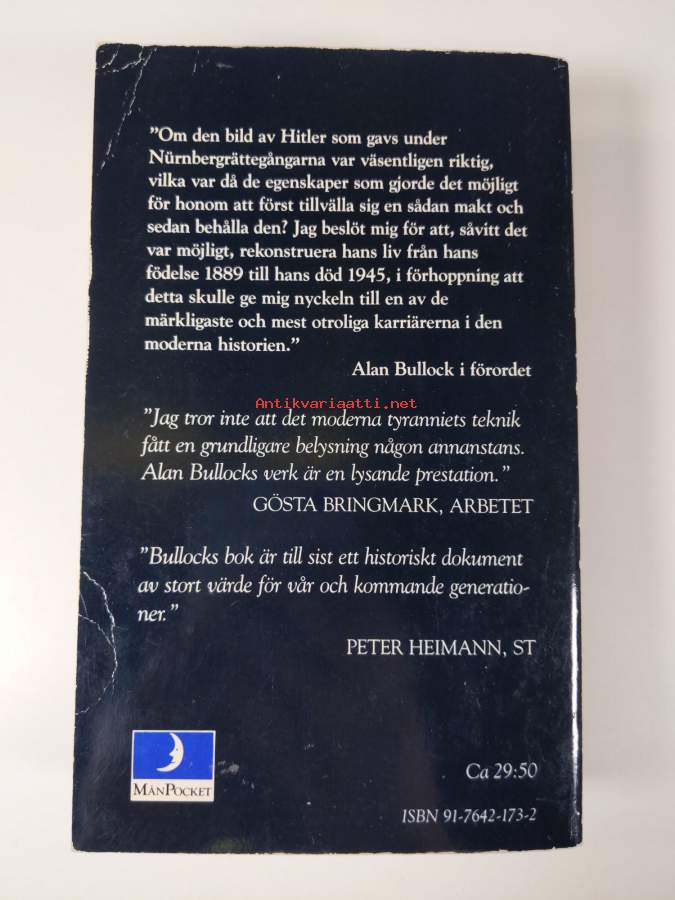 "Om den bild av Hitler som gavs under
Nürnbergrättegångarna var väsentligen riktig,
vilka var då de egenskaper som gjorde det möjligt
för honom att först tillvälla sig en sådan makt och
sedan behålla den? Jag beslöt mig för att, såvitt det
var möjligt, rekonstruera hans liv från hans
födelse 1889 till hans död 1945, i förhoppning att
detta skulle ge mig nyckeln till en av de
märkligaste och mest otroliga karriärerna i den
moderna historien."
Alan Bullock i förordet
Antikvariaatti.net
"Jag tror inte att det moderna tyranniets teknik
fått en grundligare belysning någon annanstans.
Alan Bullocks verk är en lysande prestation."
GÖSTA BRINGMARK, ARBETET
"Bullocks bok är till sist ett historiskt dokument
av stort värde för vår och kommande generatio-
ner."
PETER HEIMANN, ST
MÅNPOCKET
Ca 29:50
ISBN 91-7642-173-2